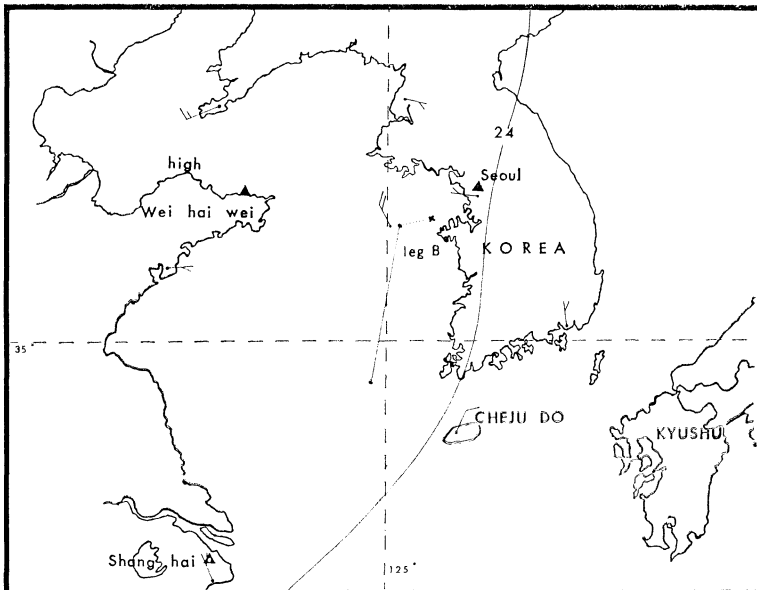 24
high
Seoul
Wei hai wei
leg B
KOREA
35°
CHEJU DO
KYUSHU
Shang hai
125°